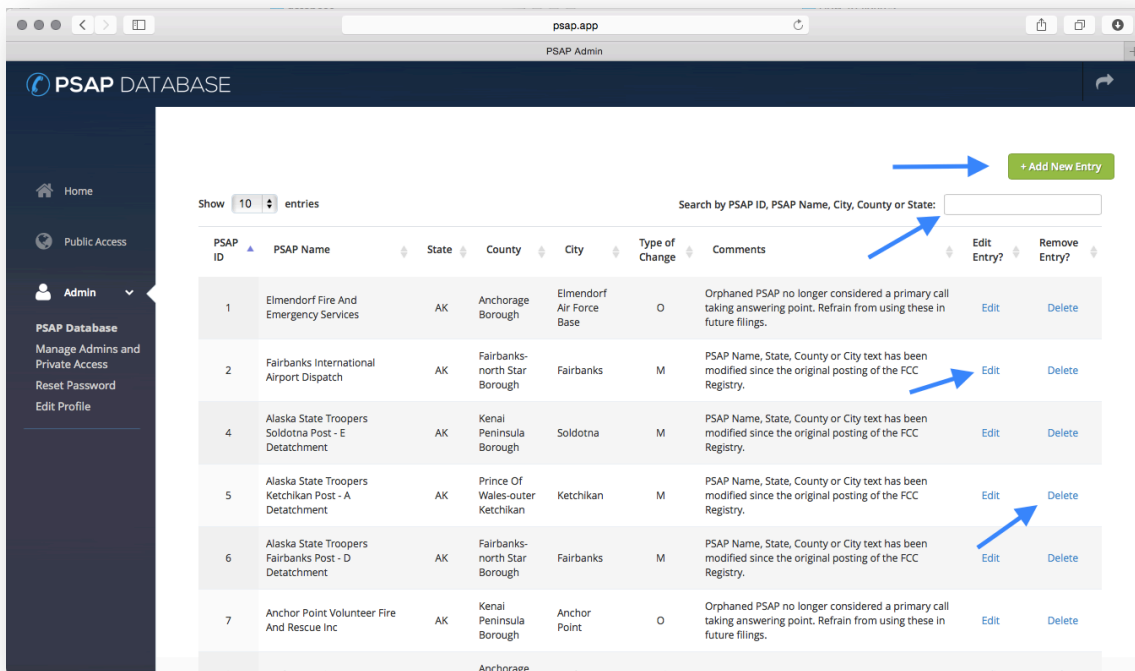 psap.app
PSAP Admin
PSAP DATABASE
Home
Public Access
Admin
PSAP Database
Manage Admins and
Private Access
Reset Password
Edit Profile
+ Add New Entry
Show 10 entries
Search by PSAP ID, PSAP Name, City, County or State:
PSAP ID PSAP Name State County City Type of Change Comments Edit Entry? Remove Entry?
1 Elmendorf Fire And Emergency Services AK Anchorage Borough Elmendorf Air Force Base O Orphaned PSAP no longer considered a primary call taking answering point. Refrain from using these in future filings. Edit Delete
2 Fairbanks International Airport Dispatch AK Fairbanks-north Star Borough Fairbanks M PSAP Name, State, County or City text has been modified since the original posting of the FCC Registry. Edit Delete
4 Alaska State Troopers Soldotna Post - E Detatchment AK Kenai Peninsula Borough Soldotna M PSAP Name, State, County or City text has been modified since the original posting of the FCC Registry. Edit Delete
5 Alaska State Troopers Ketchikan Post - A Detatchment AK Prince Of Wales-outer Ketchikan Ketchikan M PSAP Name, State, County or City text has been modified since the original posting of the FCC Registry. Edit Delete
6 Alaska State Troopers Fairbanks Post - D Detatchment AK Fairbanks-north Star Borough Fairbanks M PSAP Name, State, County or City text has been modified since the original posting of the FCC Registry. Edit Delete
7 Anchor Point Volunteer Fire And Rescue Inc AK Kenai Peninsula Borough Anchor Point O Orphaned PSAP no longer considered a primary call taking answering point. Refrain from using these in future filings. Edit Delete
Anchorage